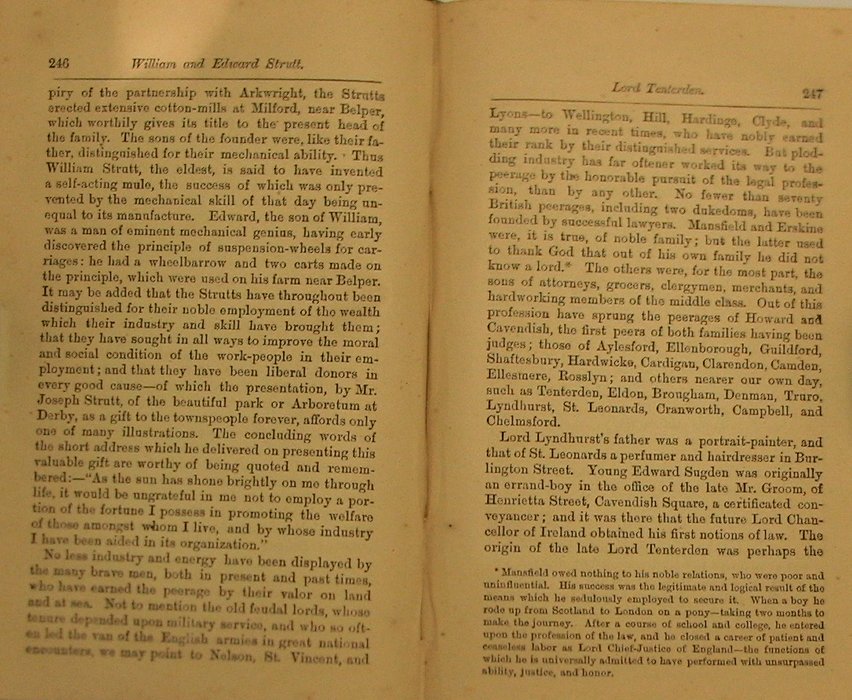 246 William and Edward Strutt.
piry of the partnership with Arkwright, the Strutts
erected extensive cotton-mills at Milford, near Belper,
which worthily gives its title to the present head of
the family. The sons of the founder were, like their fa-
ther, distinguished for their mechanical ability. Thus
William Strutt, the eldest, is said to have invented
a self-acting mule, the success of which was only pre-
vented by the mechanical skill of that day being un-
equal to its manufacture. Edward, the son of William,
was a man of eminent mechanical genius, having early
discovered the principle of suspension-wheels for car-
riages: he had a wheelbarrow and two carts made on
the principle, which were used on his farm near Belper.
It may be added that the Strutts have throughout been
distinguished for their noble employment of the wealth
which their industry and skill have brought them;
that they have sought in all ways to improve the moral
and social condition of the work-people in their em-
ployment; and that they have been liberal donors in
every good cause—of which the presentation, by Mr.
Joseph Strutt, of the beautiful park or Arboretum at
Derby, as a gift to the townspeople forever, affords only
one of many illustrations. The concluding words of
the short address which he delivered on presenting this
valuable gift are worthy of being quoted and remem-
bered:—"As the sun has shone brightly on me through
life, it would be ungrateful in me not to employ a por-
tion of the fortune I possess in promoting the welfare
of those amongst whom I live, and by whose industry
I have been aided in its organization."
No less industry and energy have been displayed by
the many brave men, both in present and past times,
who have earned the peerage by their valor on land
and at sea. Not to mention the old feudal lords, whose
tenure depended upon military service, and who so oft-
en led the van of the English armies in great national
encounters, we may point to Nelson, St. Vincent, and
Lord Tenterden. 247
Lyons—to Wellington, Hill, Hardinge, Clyde, and
many more in recent times, who have nobly earned
their rank by their distinguished services. But plod-
ding industry has far oftener worked its way to the
peerage by the honorable pursuit of the legal profes-
sion, than by any other. No fewer than seventy
British peerages, including two dukedoms, have been
founded by successful lawyers. Mansfield and Erskine
were, it is true, of noble family; but the latter used
to thank God that out of his own family he did not
know a lord.* The others were, for the most part, the
sons of attorneys, grocers, clergymen, merchants, and
hardworking members of the middle class. Out of this
profession have sprung the peerages of Howard and
Cavendish, the first peers of both families having been
judges; those of Aylesford, Ellenborough, Guildford,
Shaftesbury, Hardwicke, Cardigan, Clarendon, Camden,
Ellesmere, Rosslyn; and others nearer our own day,
such as Tenterden, Eldon, Brougham, Denman, Truro,
Lyndhurst, St. Leonards, Cranworth, Campbell, and
Chelmsford.
Lord Lyndhurst's father was a portrait-painter, and
that of St. Leonards a perfumer and hairdresser in Bur-
lington Street. Young Edward Sugden was originally
an errand-boy in the office of the late Mr. Groom, of
Henrietta Street, Cavendish Square, a certificated con-
veyancer; and it was there that the future Lord Chan-
cellor of Ireland obtained his first notions of law. The
origin of the late Lord Tenterden was perhaps the
* Mansfield owed nothing to his noble relations, who were poor and
uninfluential. His success was the legitimate and logical result of the
means which he sedulously employed to secure it. When a boy he
rode up from Scotland to London on a pony—taking two months to
make the journey. After a course of school and college, he entered
upon the profession of the law, and he closed a career of patient and
ceaseless labor as Lord Chief-Justice of England—the functions of
which he is universally admitted to have performed with unsurpassed
ability, justice, and honor.